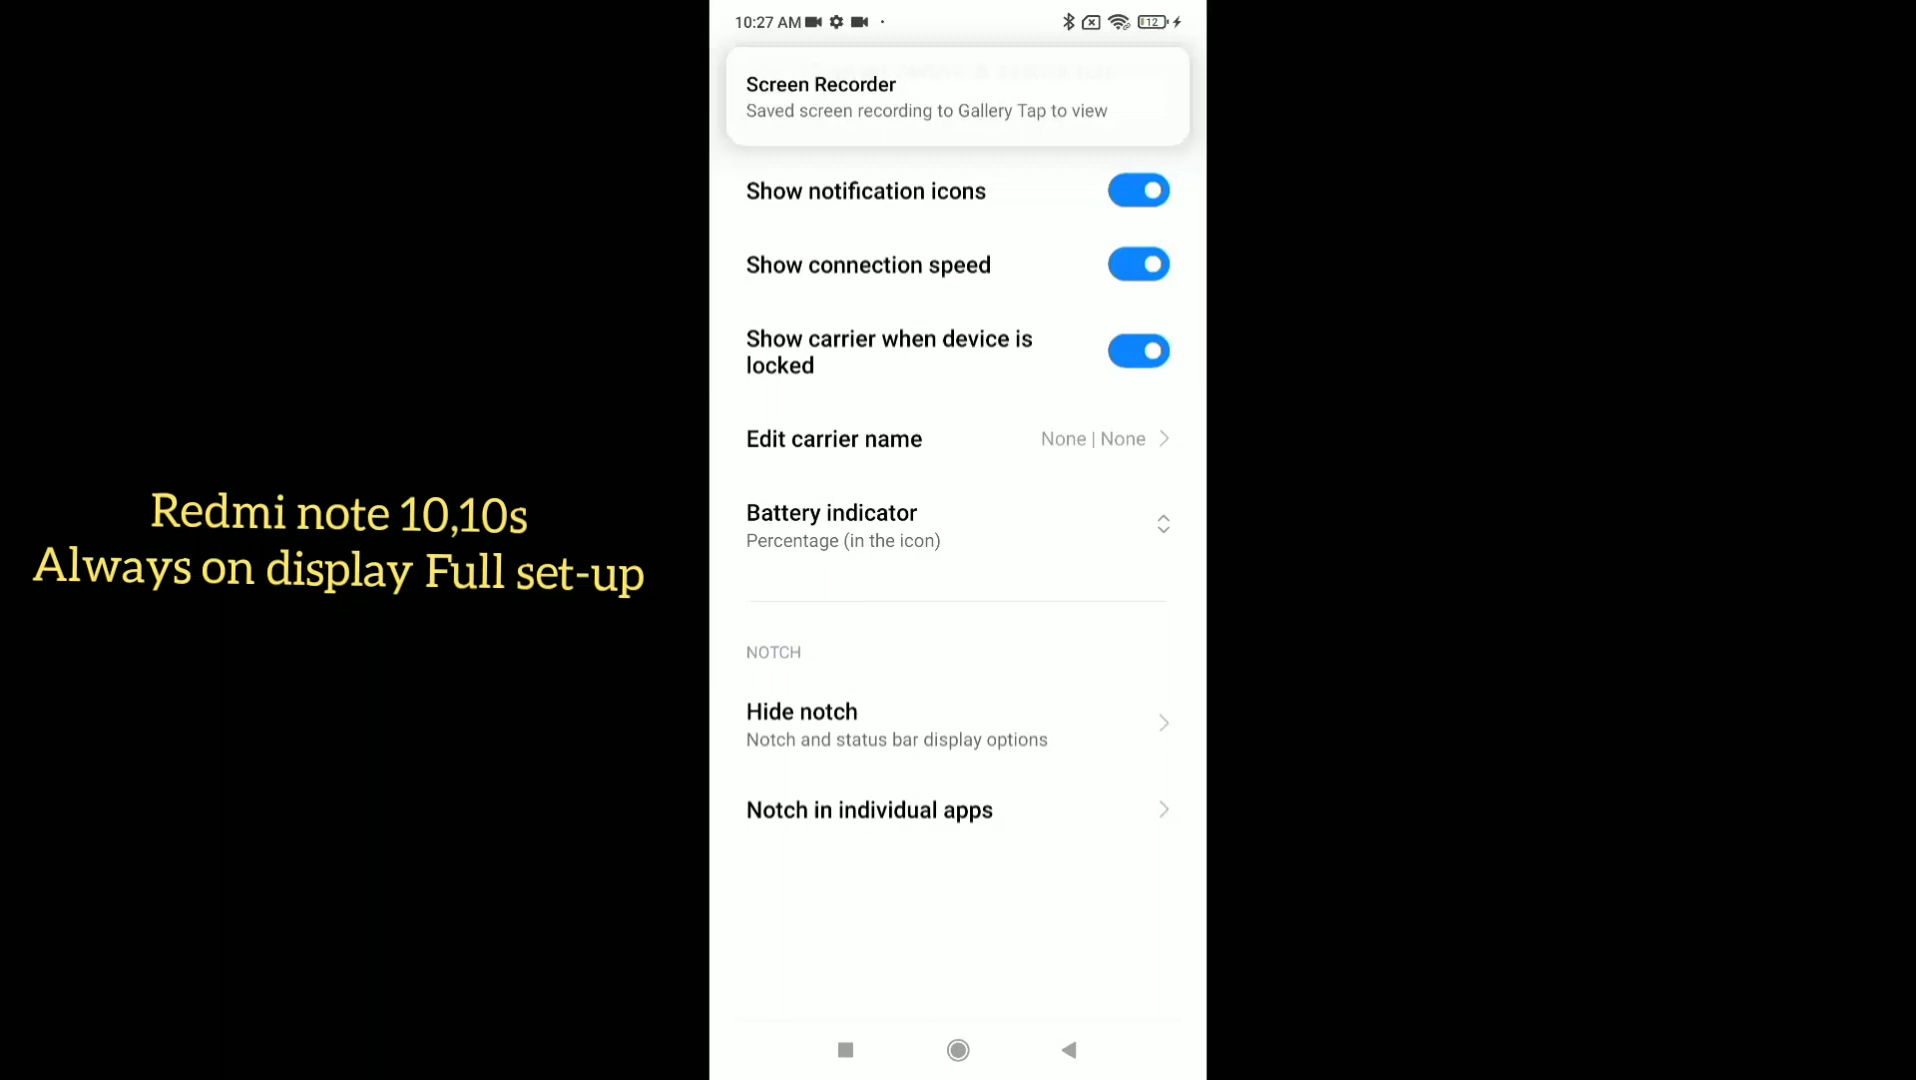 10:27 AM
12
Screen Recorder
Saved screen recording to Gallery Tap to view
Show notification icons
Show connection speed
Show carrier when device is
locked
Edit carrier name
None | None
Battery indicator
Percentage (in the icon)
Redmi note 10,10s
Always on display Full set-up
NOTCH
Hide notch
Notch and status bar display options
Notch in individual apps